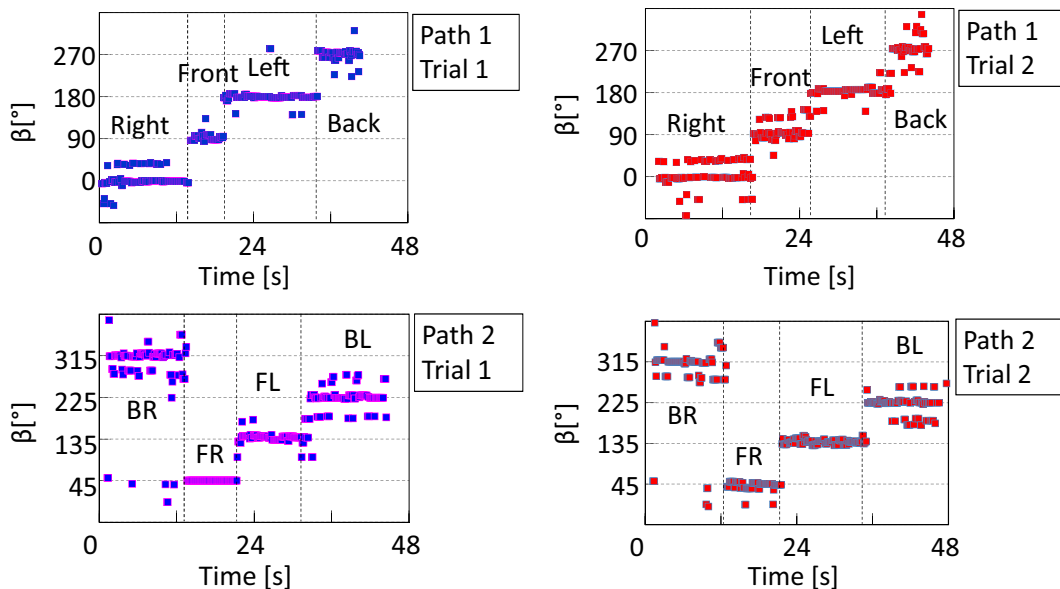 Path 1
Trial 1
β[°]
270
180
90
0
Right
Front
Left
Back
0
24
48
Time [s]
Path 1
Trial 2
β[°]
270
180
90
0
Right
Front
Left
Back
0
24
48
Time [s]
Path 2
Trial 1
β[°]
315
225
135
45
BR
FR
FL
BL
0
24
48
Time [s]
Path 2
Trial 2
β[°]
315
225
135
45
BR
FR
FL
BL
0
24
48
Time [s]